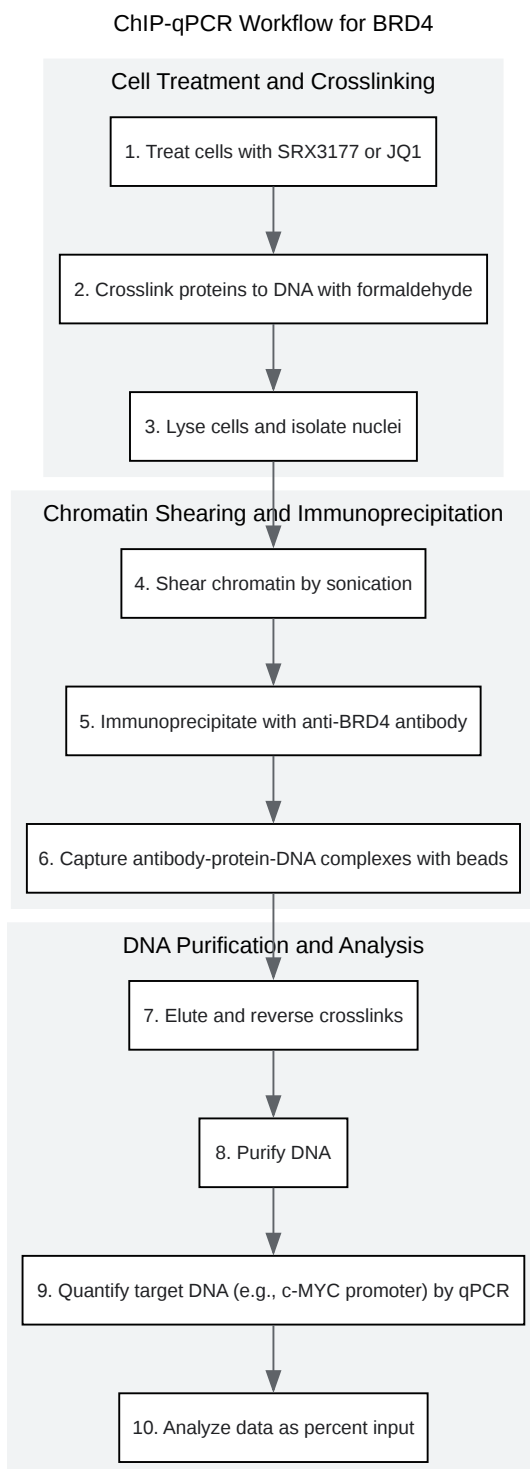 ChIP-qPCR Workflow for BRD4
Cell Treatment and Crosslinking
1. Treat cells with SRX3177 or JQ1
2. Crosslink proteins to DNA with formaldehyde
3. Lyse cells and isolate nuclei
Chromatin Shearing and Immunoprecipitation
4. Shear chromatin by sonication
5. Immunoprecipitate with anti-BRD4 antibody
6. Capture antibody-protein-DNA complexes with beads
DNA Purification and Analysis
7. Elute and reverse crosslinks
8. Purify DNA
9. Quantify target DNA (e.g., c-MYC promoter) by qPCR
10. Analyze data as percent input